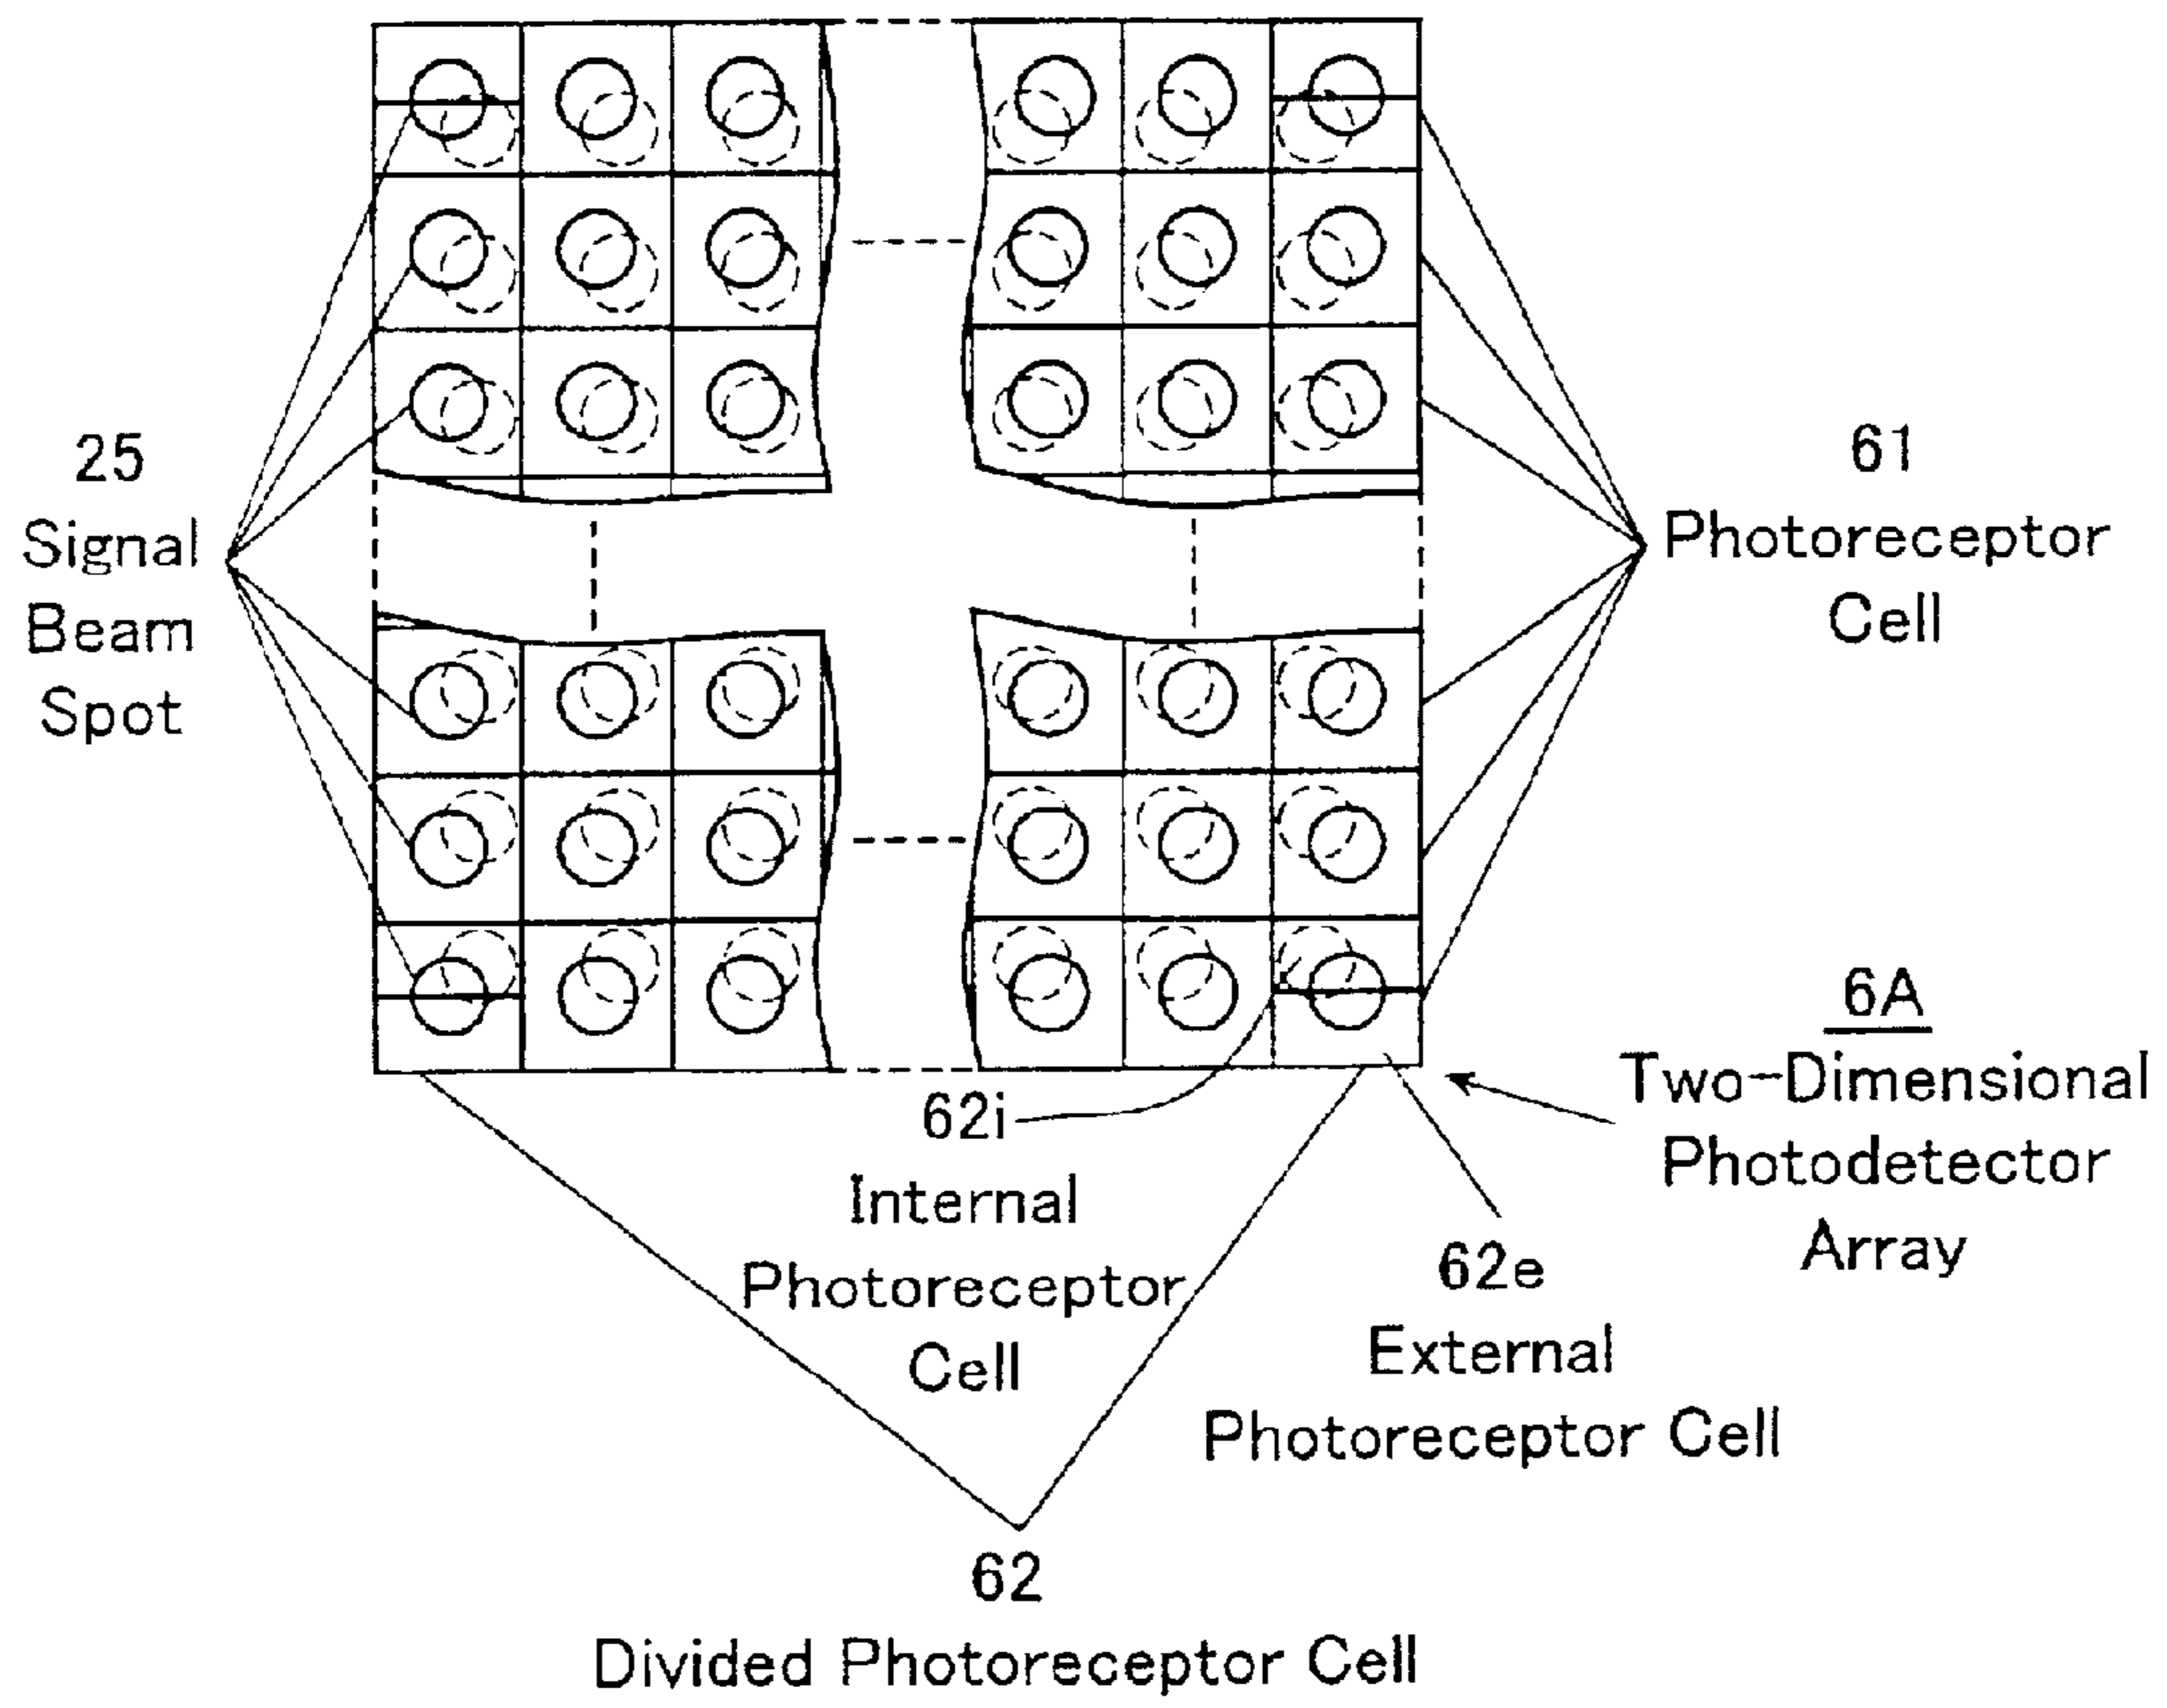 25
Signal
Beam
Spot
61
Photoreceptor
Cell
6A
Two-Dimensional
Photodetector
Array
62i
Internal
Photoreceptor
Cell
62e
External
Photoreceptor Cell
62
Divided Photoreceptor Cell